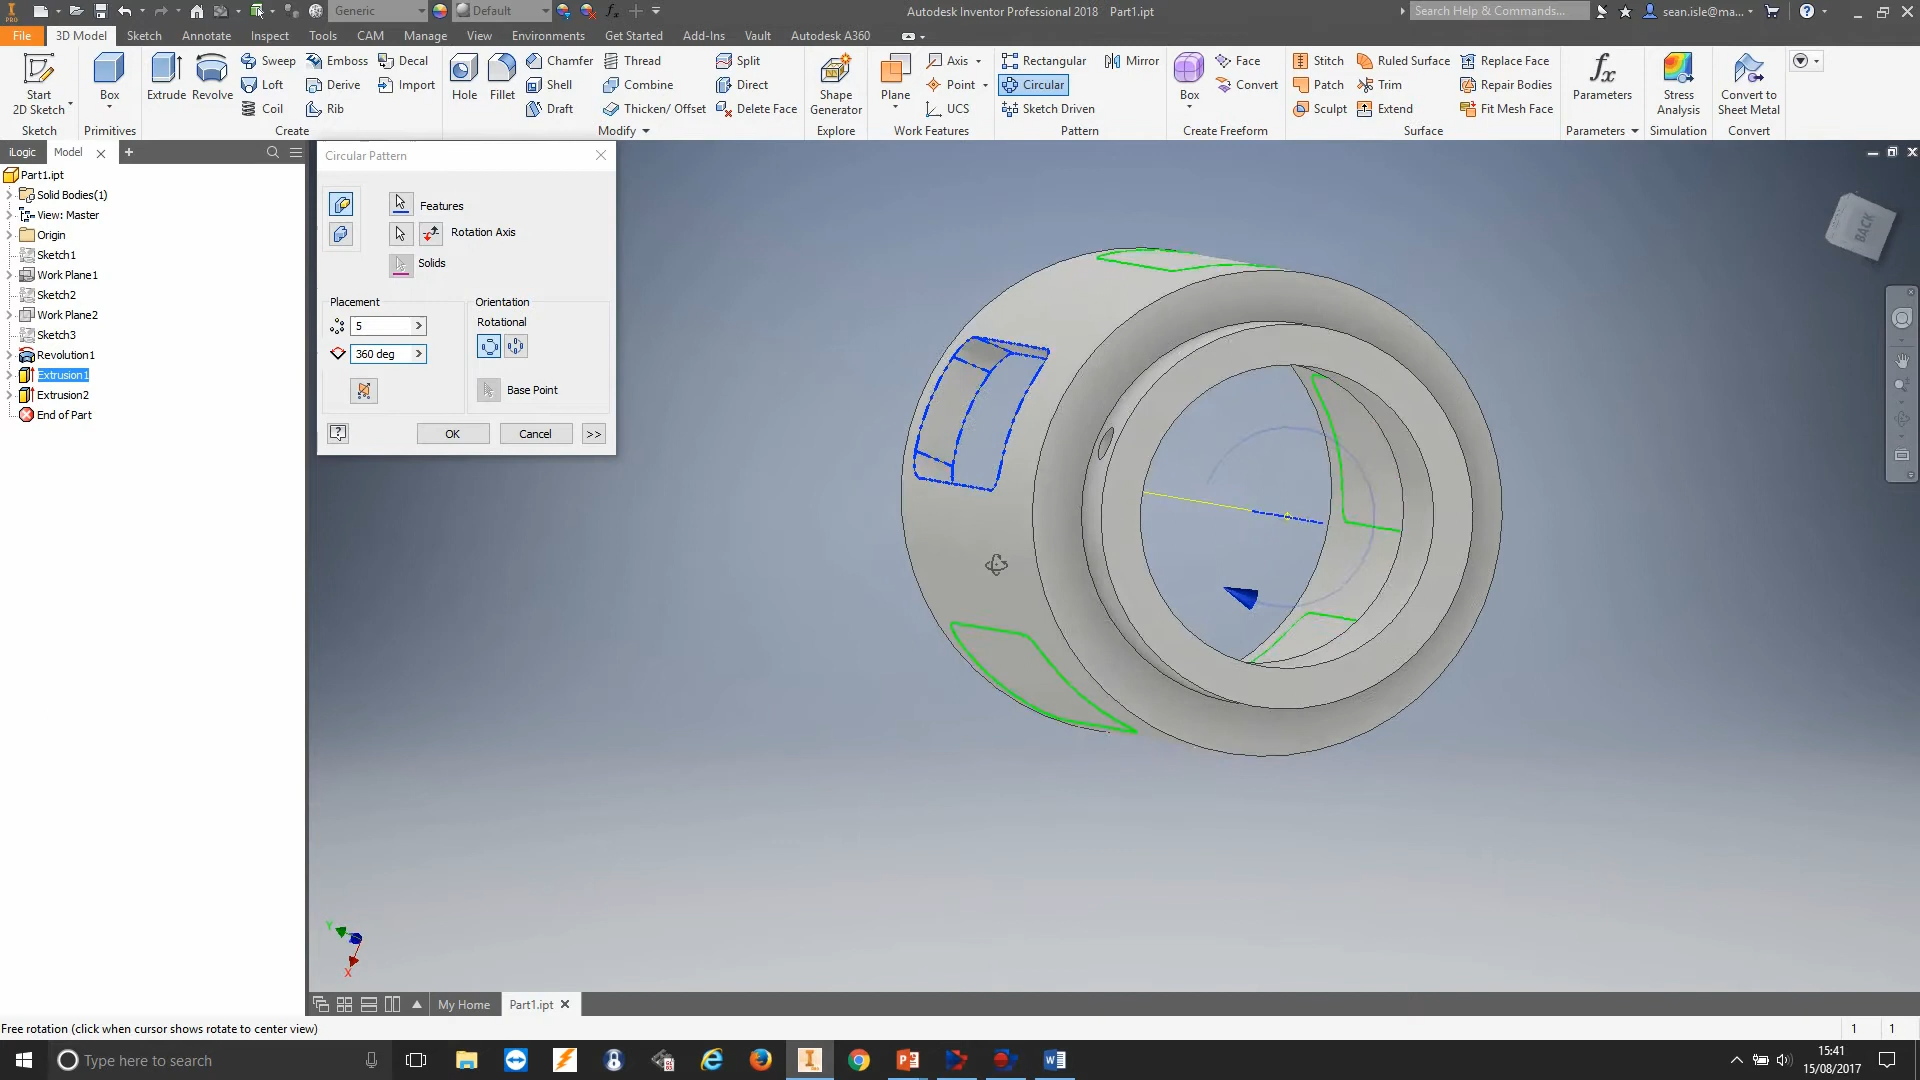 Generic
Default
Autodesk Inventor Professional 2018 Part1.ipt
Search Help & Commands...
sean.isle@ma...
PRO
File
3D Model
Sketch
Annotate
Inspect
Tools
CAM
Manage
View
Environments
Get Started
Add-Ins
Vault
Autodesk A360
Start
2D Sketch
Sketch
Box
Primitives
Extrude
Revolve
Sweep
Loft
Coil
Emboss
Derive
Rib
Decal
Import
Create
Hole
Fillet
Chamfer
Shell
Draft
Thread
Combine
Thicken/ Offset
Split
Direct
Delete Face
Modify
Shape
Generator
Explore
Plane
Axis
Point
UCS
Work Features
Rectangular
Circular
Sketch Driven
Mirror
Pattern
Box
Face
Convert
Create Freeform
Stitch
Patch
Sculpt
Ruled Surface
Trim
Extend
Replace Face
Repair Bodies
Fit Mesh Face
Surface
fx
Parameters
Parameters
Stress
Analysis
Simulation
Convert to
Sheet Metal
Convert
iLogic
Model
Part1.ipt
Solid Bodies(1)
View: Master
Origin
Sketch1
Work Plane1
Sketch2
Work Plane2
Sketch3
Revolution1
Extrusion1
Extrusion2
End of Part
Circular Pattern
Features
Rotation Axis
Solids
Placement
5
360 deg
Orientation
Rotational
Base Point
OK
Cancel
>>
BACK
Y
X
My Home
Part1.ipt
Free rotation (click when cursor shows rotate to center view)
1
1
Type here to search
15:41
15/08/2017